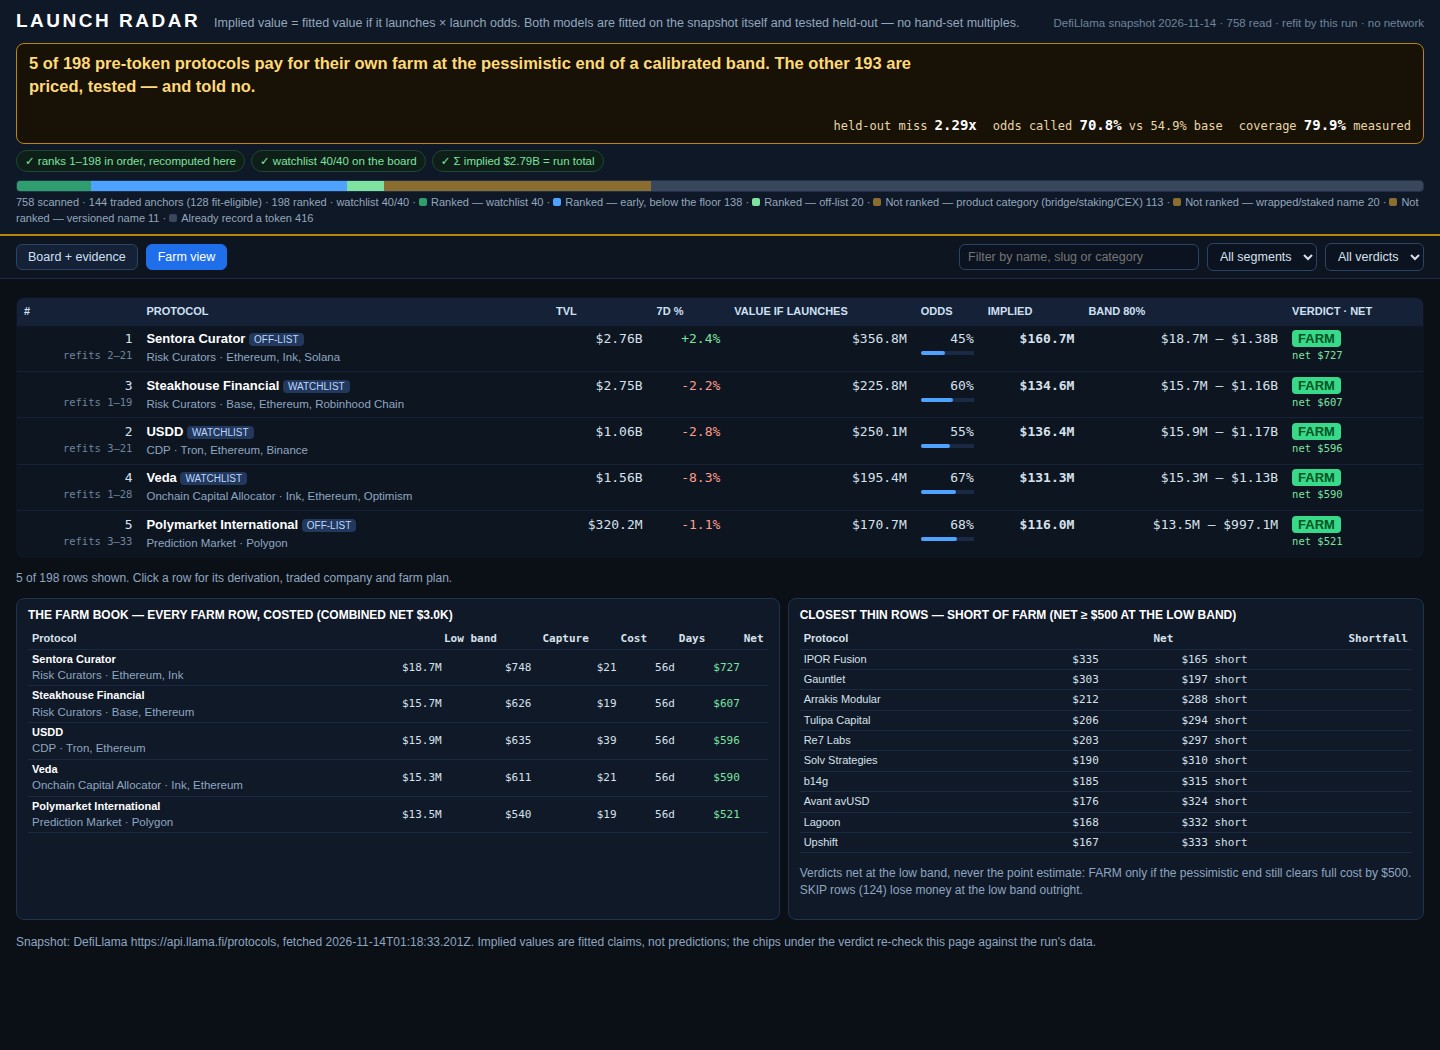 LAUNCH RADAR Implied value = fitted value if it launches × launch odds. Both models are fitted on the snapshot itself and tested held-out — no hand-set multiples. DefiLlama snapshot 2026-11-14 · 758 read · refit by this run · no network
5 of 198 pre-token protocols pay for their own farm at the pessimistic end of a calibrated band. The other 193 are
priced, tested — and told no.
held-out miss 2.29x odds called 70.8% vs 54.9% base coverage 79.9% measured
✓ ranks 1–198 in order, recomputed here ✓ watchlist 40/40 on the board ✓ Σ implied $2.79B = run total
758 scanned · 144 traded anchors (128 fit-eligible) · 198 ranked · watchlist 40/40 · Ranked — watchlist 40 · Ranked — early, below the floor 138 · Ranked — off-list 20 · Not ranked — product category (bridge/staking/CEX) 113 · Not ranked — wrapped/staked name 20 · Not
ranked — versioned name 11 · Already record a token 416
Board + evidence Farm view Filter by name, slug or category All segments All verdicts
# PROTOCOL TVL 7D % VALUE IF LAUNCHES ODDS IMPLIED BAND 80% VERDICT · NET
1 Sentora Curator OFF-LIST $2.76B +2.4% $356.8M 45% $160.7M $18.7M – $1.38B FARM
refits 2–21 Risk Curators · Ethereum, Ink, Solana net $727
3 Steakhouse Financial WATCHLIST $2.75B -2.2% $225.8M 60% $134.6M $15.7M – $1.16B FARM
refits 1–19 Risk Curators · Base, Ethereum, Robinhood Chain net $607
2 USDD WATCHLIST $1.06B -2.8% $250.1M 55% $136.4M $15.9M – $1.17B FARM
refits 3–21 CDP · Tron, Ethereum, Binance net $596
4 Veda WATCHLIST $1.56B -8.3% $195.4M 67% $131.3M $15.3M – $1.13B FARM
refits 1–28 Onchain Capital Allocator · Ink, Ethereum, Optimism net $590
5 Polymarket International OFF-LIST $320.2M -1.1% $170.7M 68% $116.0M $13.5M – $997.1M FARM
refits 3–33 Prediction Market · Polygon net $521
5 of 198 rows shown. Click a row for its derivation, traded company and farm plan.
THE FARM BOOK — EVERY FARM ROW, COSTED (COMBINED NET $3.0K)
Protocol Low band Capture Cost Days Net
Sentora Curator
Risk Curators · Ethereum, Ink $18.7M $748 $21 56d $727
Steakhouse Financial
Risk Curators · Base, Ethereum $15.7M $626 $19 56d $607
USDD
CDP · Tron, Ethereum $15.9M $635 $39 56d $596
Veda
Onchain Capital Allocator · Ink, Ethereum $15.3M $611 $21 56d $590
Polymarket International
Prediction Market · Polygon $13.5M $540 $19 56d $521
CLOSEST THIN ROWS — SHORT OF FARM (NET ≥ $500 AT THE LOW BAND)
Protocol Net Shortfall
IPOR Fusion $335 $165 short
Gauntlet $303 $197 short
Arrakis Modular $212 $288 short
Tulipa Capital $206 $294 short
Re7 Labs $203 $297 short
Solv Strategies $190 $310 short
b14g $185 $315 short
Avant avUSD $176 $324 short
Lagoon $168 $332 short
Upshift $167 $333 short
Verdicts net at the low band, never the point estimate: FARM only if the pessimistic end still clears full cost by $500.
SKIP rows (124) lose money at the low band outright.
Snapshot: DefiLlama https://api.llama.fi/protocols, fetched 2026-11-14T01:18:33.201Z. Implied values are fitted claims, not predictions; the chips under the verdict re-check this page against the run's data.